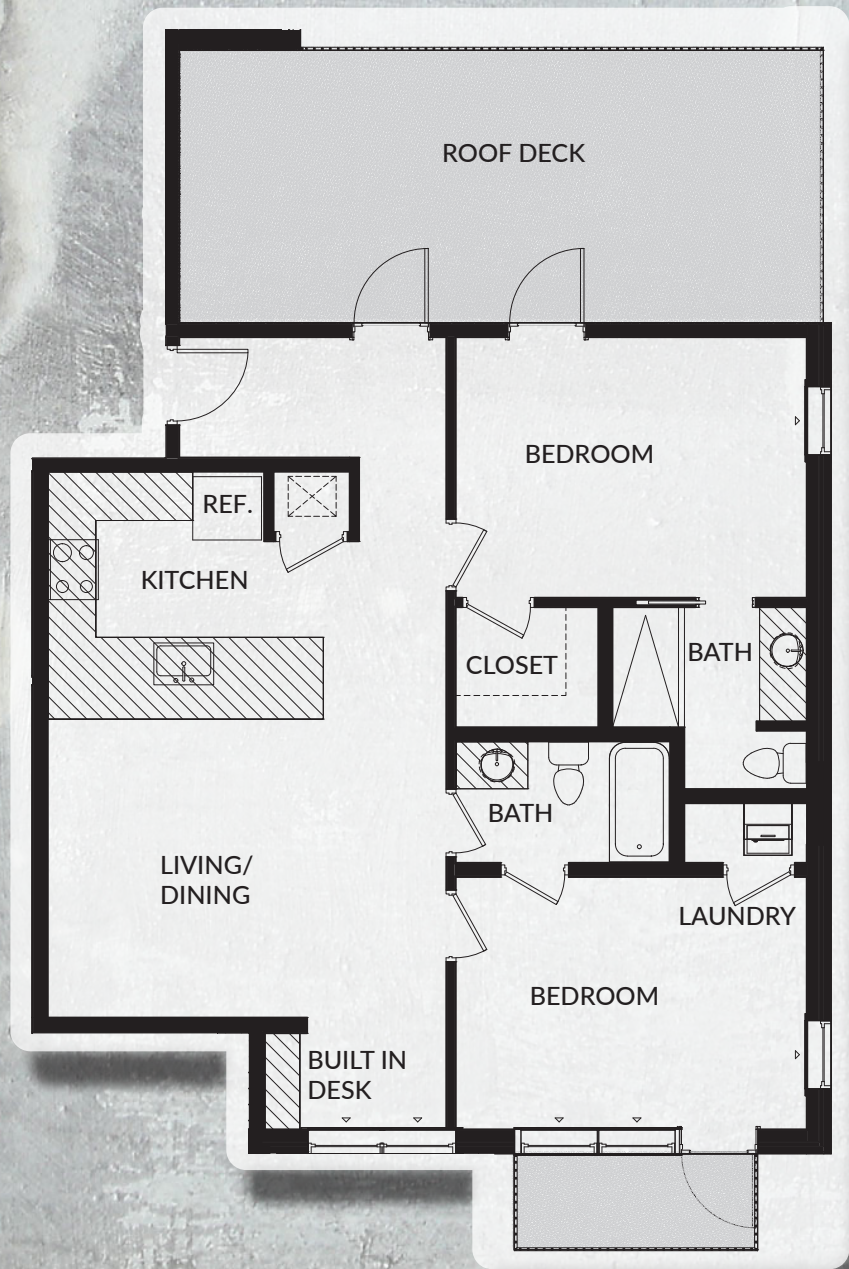 ROOF DECK
BEDROOM
REF.
KITCHEN
CLOSET
BATH
BATH
LIVING/
DINING
LAUNDRY
BEDROOM
BUILT IN
DESK